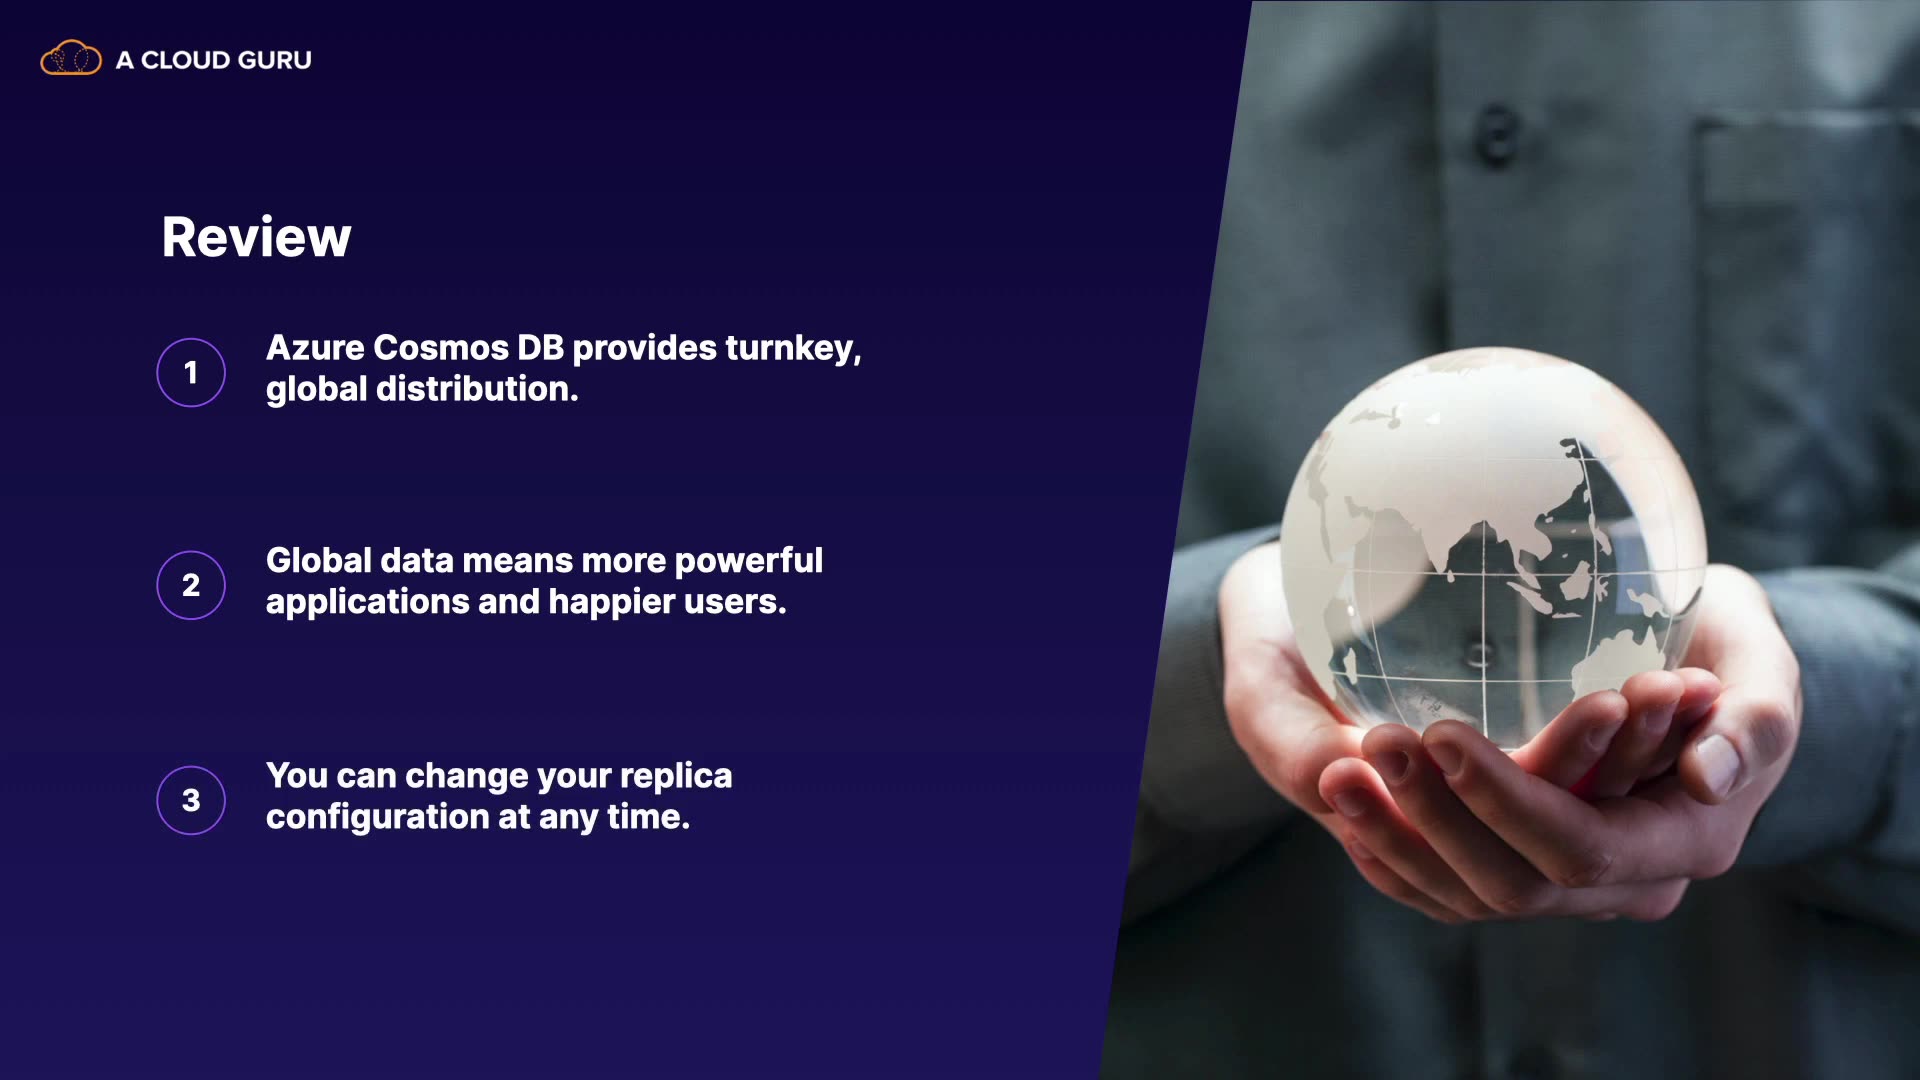 A CLOUD GURU
Review
1
Azure Cosmos DB provides turnkey,
global distribution.
2
Global data means more powerful
applications and happier users.
3
You can change your replica
configuration at any time.